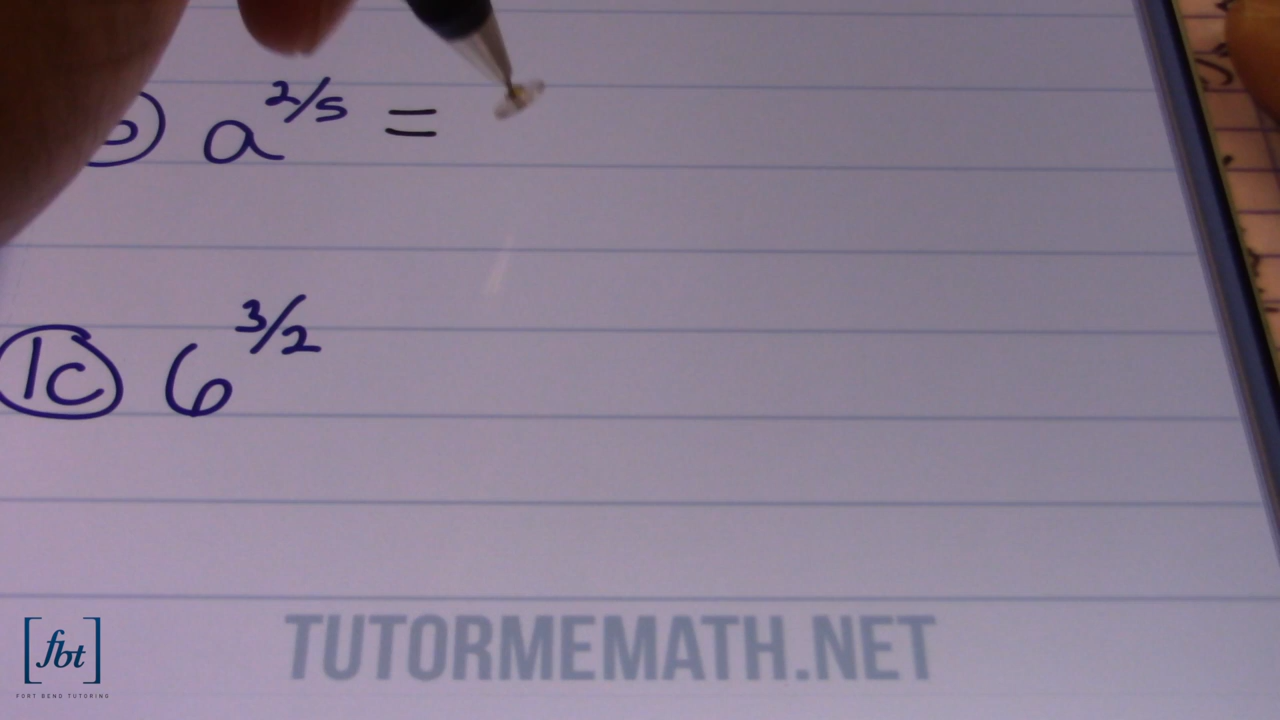 a^{2/5} =
1c 6^{3/2}
TUTORMEMATH.NET
[fbt]
FORT BEND TUTORING